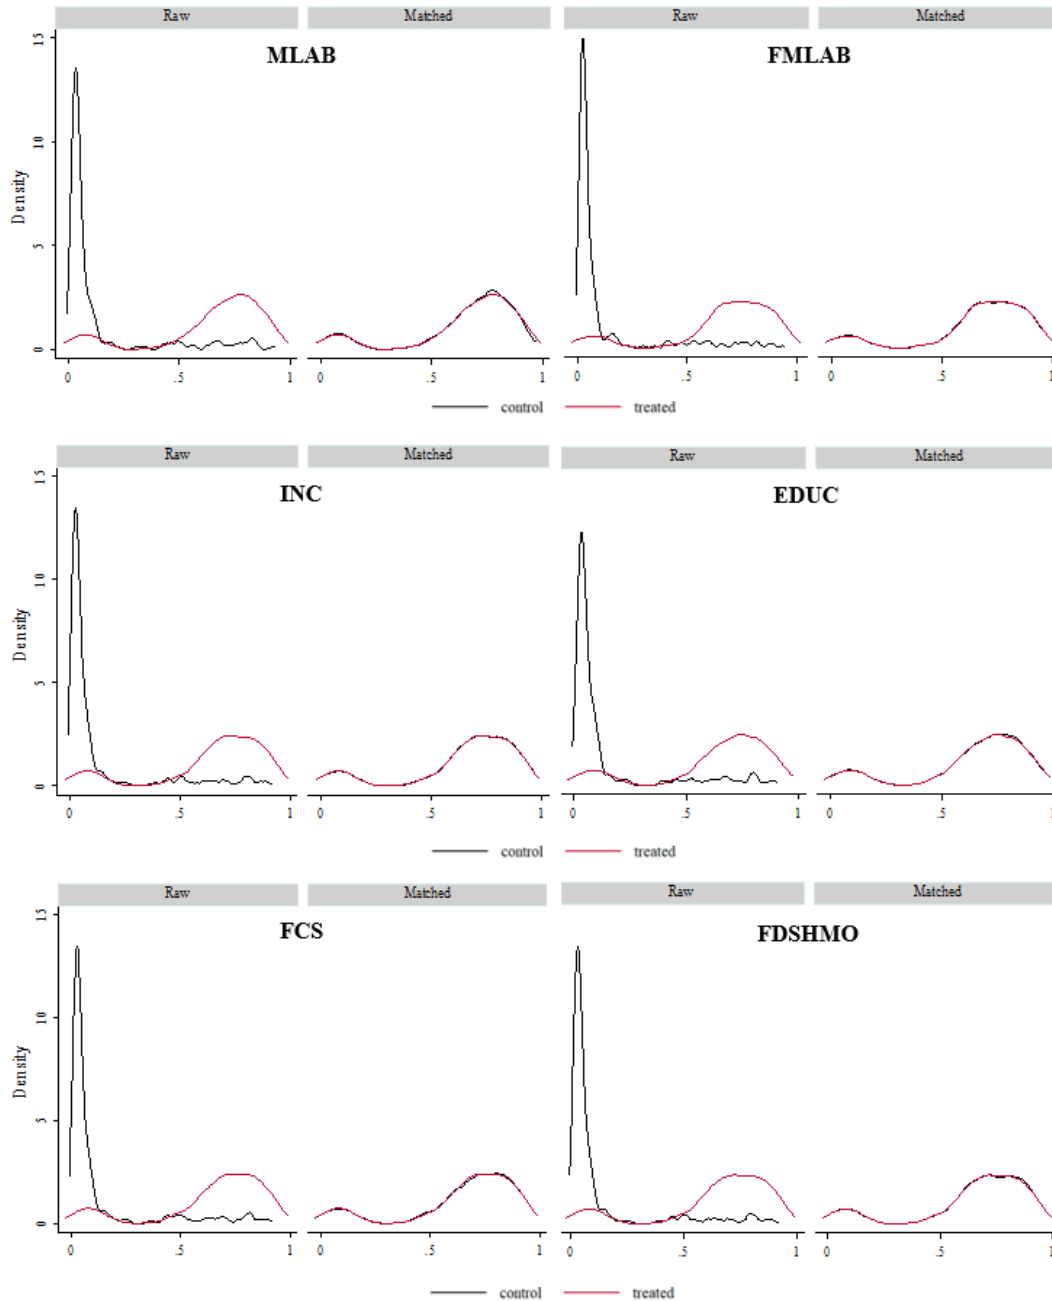 Raw Matched Raw Matched
MLAB FMLAB
15
10
5
0
Density
0 .5 1 0 .5 1 0 .5 1 0 .5 1
control treated
Raw Matched Raw Matched
INC EDUC
15
10
5
0
Density
0 .5 1 0 .5 1 0 .5 1 0 .5 1
control treated
Raw Matched Raw Matched
FCS FDSHMO
15
10
5
0
Density
0 .5 1 0 .5 1 0 .5 1 0 .5 1
control treated